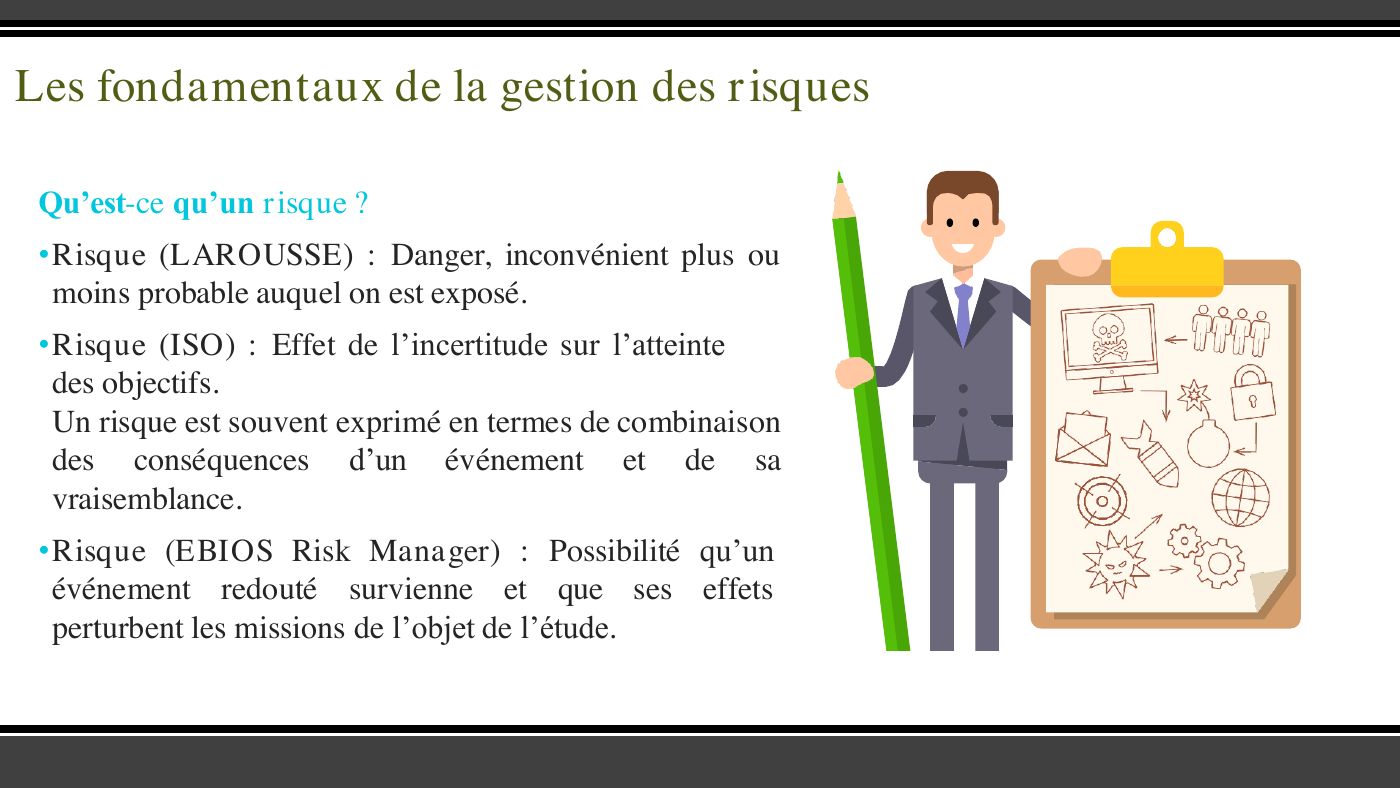 Les fondamentaux de la gestion des risques
Qu’est-ce qu’un risque ?
•Risque (LAROUSSE) : Danger, inconvénient plus ou
moins probable auquel on est exposé.
•Risque (ISO) : Effet de l’incertitude sur l’atteinte
des objectifs.
Un risque est souvent exprimé en termes de combinaison
des conséquences d’un événement et de sa
vraisemblance.
•Risque (EBIOS Risk Manager) : Possibilité qu’un
événement redouté survienne et que ses effets
perturbent les missions de l’objet de l’étude.